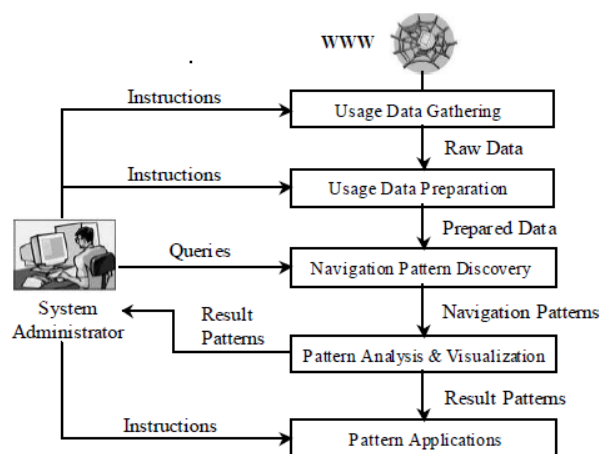 WWW
Instructions
Usage Data Gathering
Raw Data
Instructions
Usage Data Preparation
Prepared Data
Queries
Navigation Pattern Discovery
System
Administrator
Result
Patterns
Navigation Patterns
Pattern Analysis & Visualization
Result Patterns
Instructions
Pattern Applications